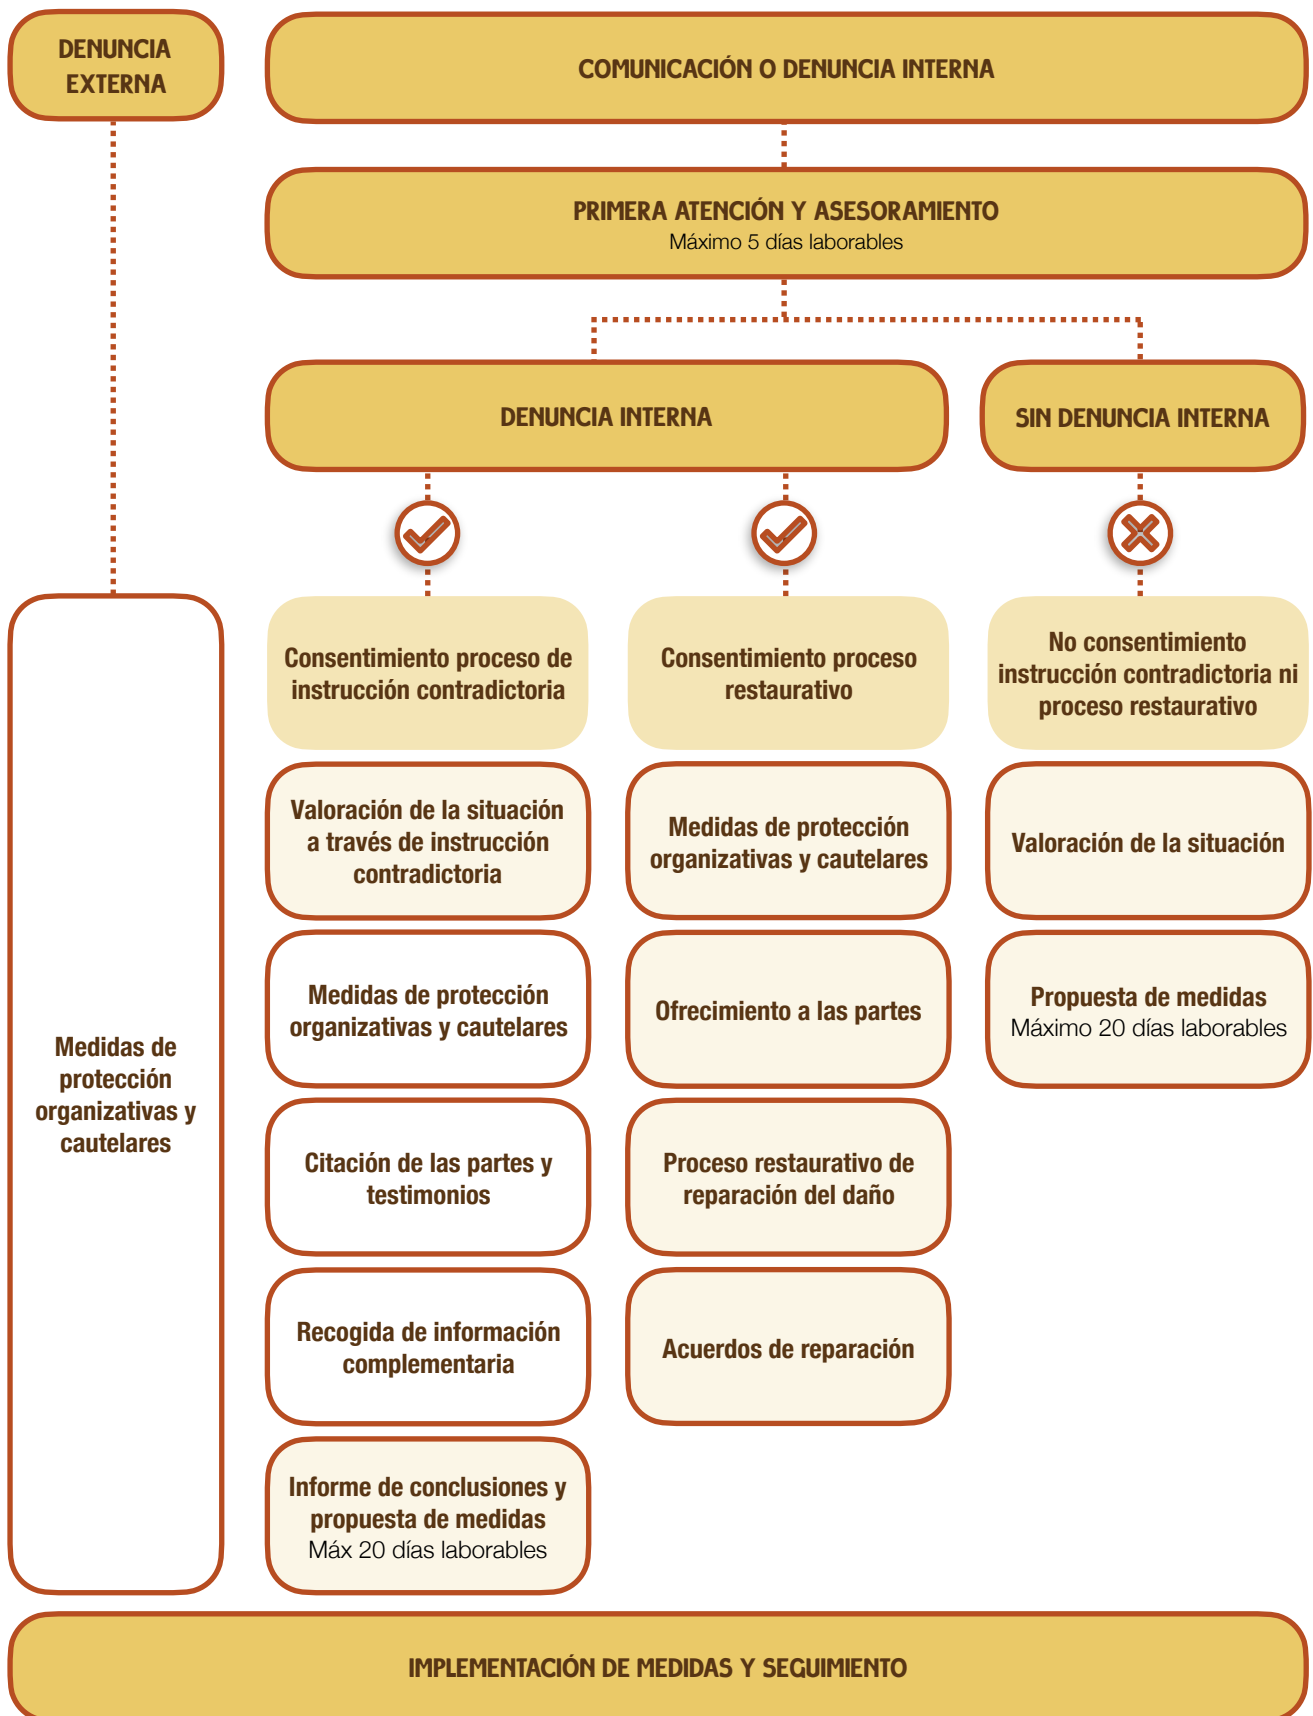 DENUNCIA
EXTERNA
COMUNICACIÓN O DENUNCIA INTERNA
PRIMERA ATENCIÓN Y ASESORAMIENTO
Máximo 5 días laborables
DENUNCIA INTERNA
SIN DENUNCIA INTERNA
Consentimiento proceso de
instrucción contradictoria
Consentimiento proceso
restaurativo
No consentimiento
instrucción contradictoria ni
proceso restaurativo
Valoración de la situación
a través de instrucción
contradictoria
Medidas de protección
organizativas y cautelares
Valoración de la situación
Medidas de protección
organizativas y cautelares
Ofrecimiento a las partes
Propuesta de medidas
Máximo 20 días laborables
Medidas de
protección
organizativas y
cautelares
Citación de las partes y
testimonios
Proceso restaurativo de
reparación del daño
Recogida de información
complementaria
Acuerdos de reparación
Informe de conclusiones y
propuesta de medidas
Máx 20 días laborables
IMPLEMENTACIÓN DE MEDIDAS Y SEGUIMIENTO